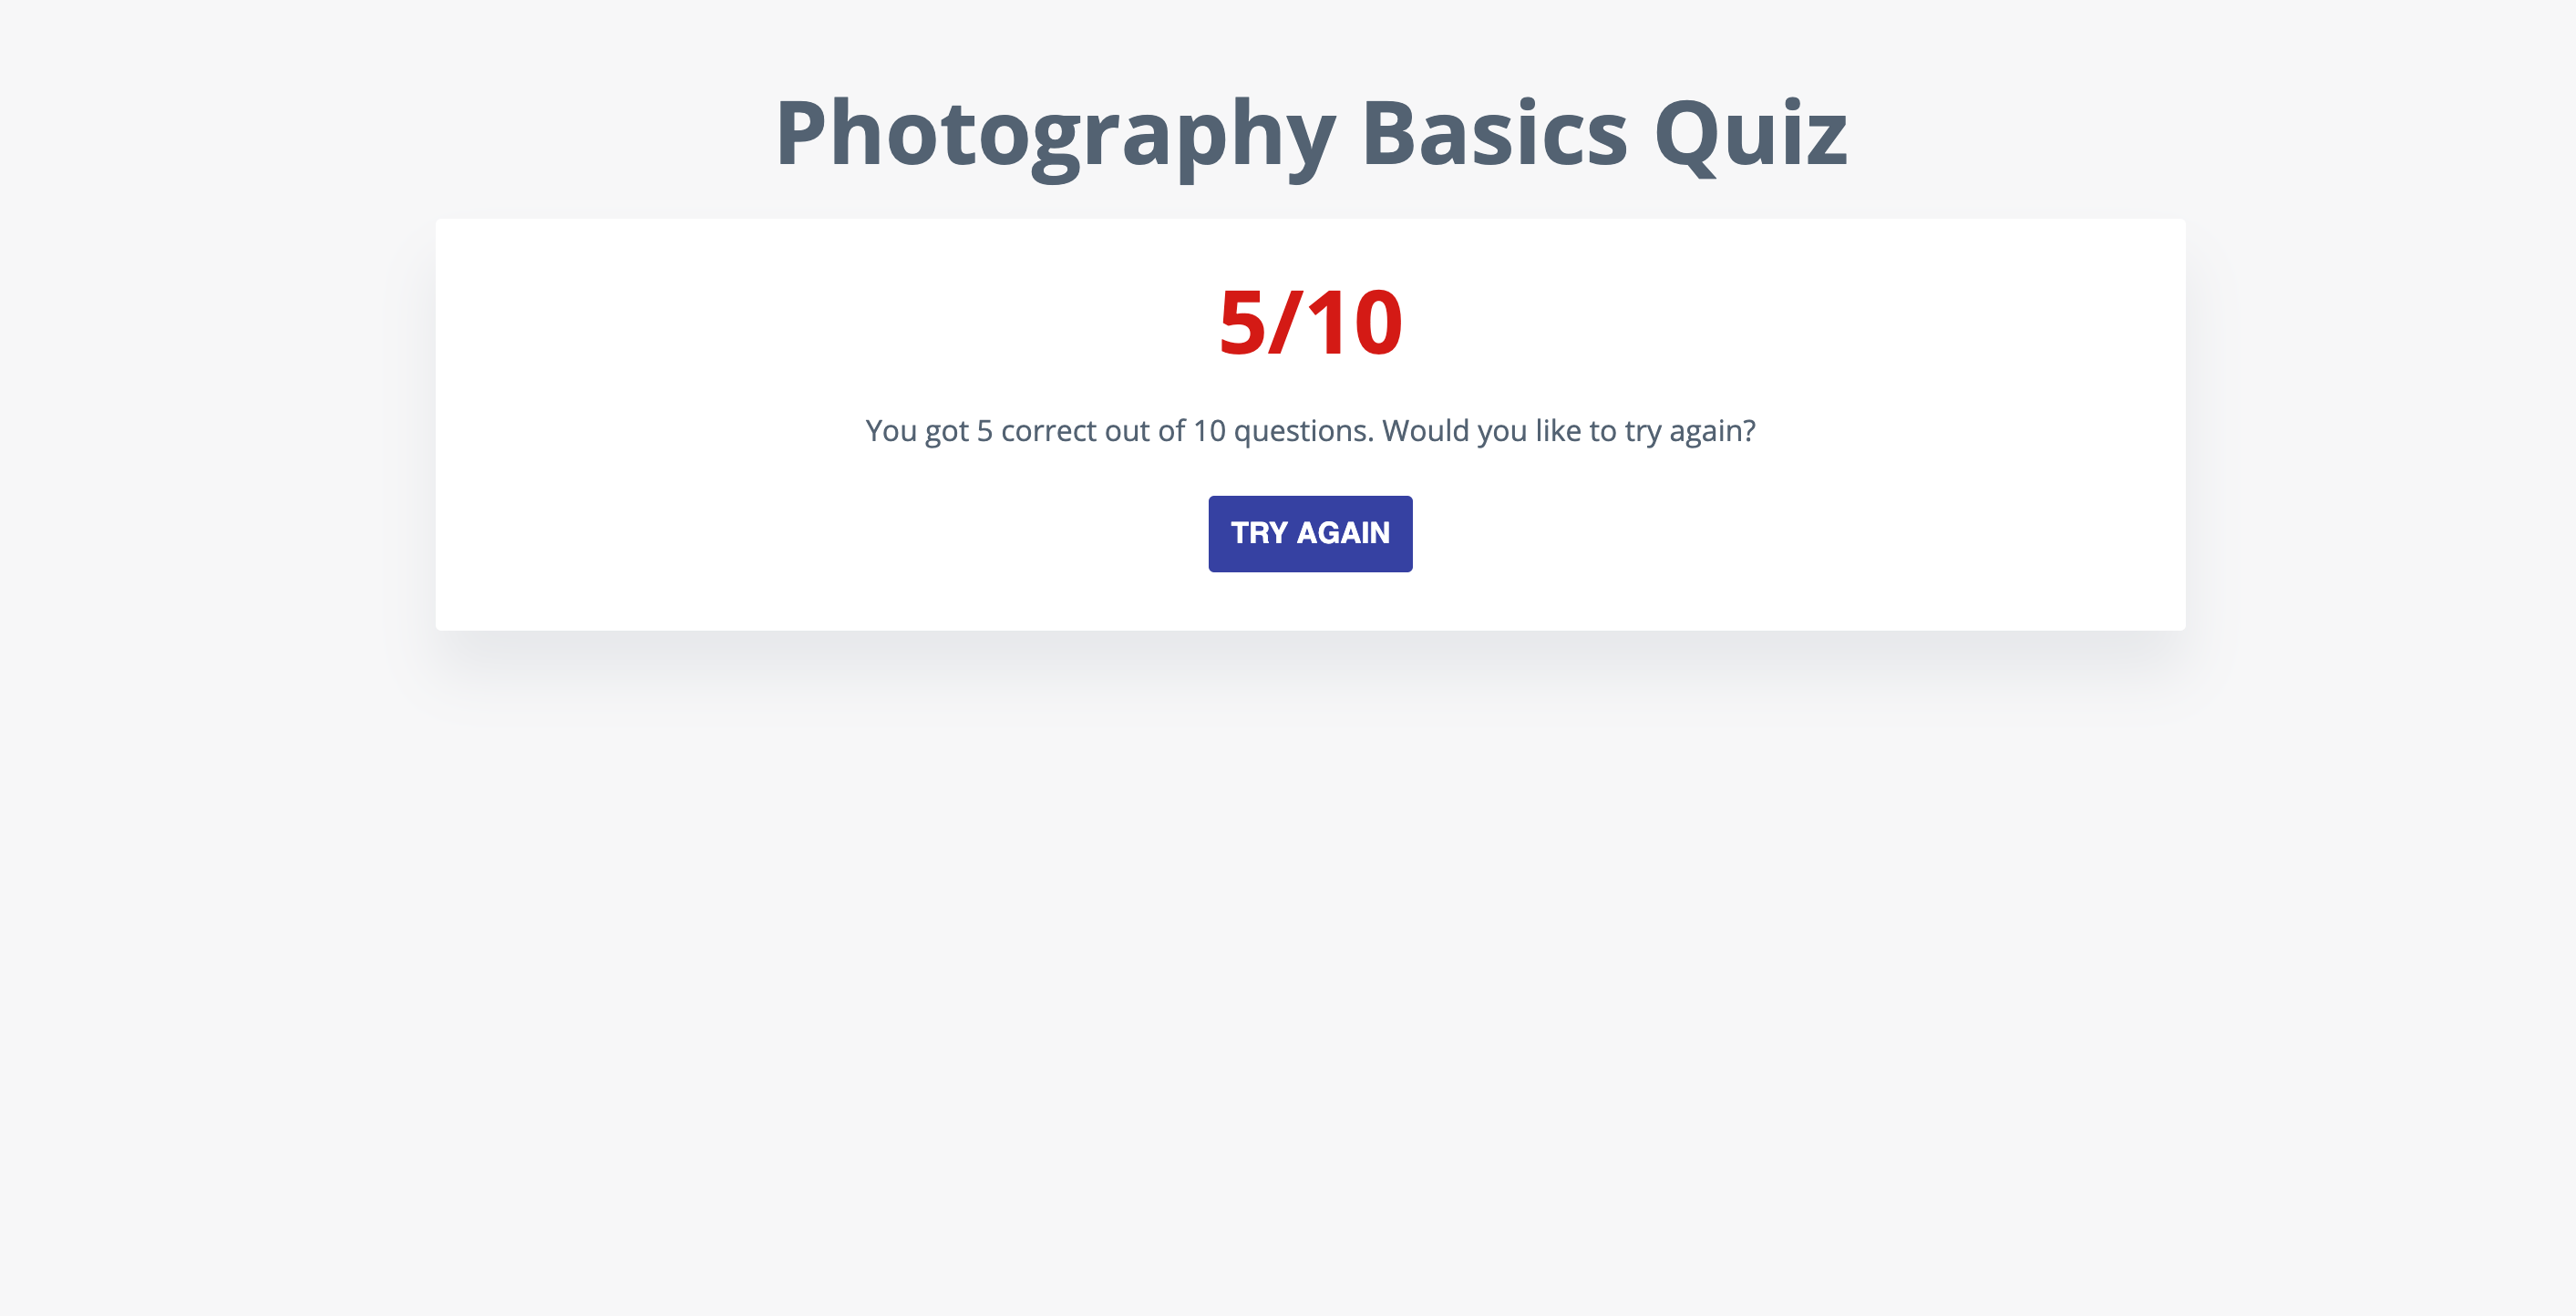 Photography Basics Quiz
5/10
You got 5 correct out of 10 questions. Would you like to try again?
TRY AGAIN